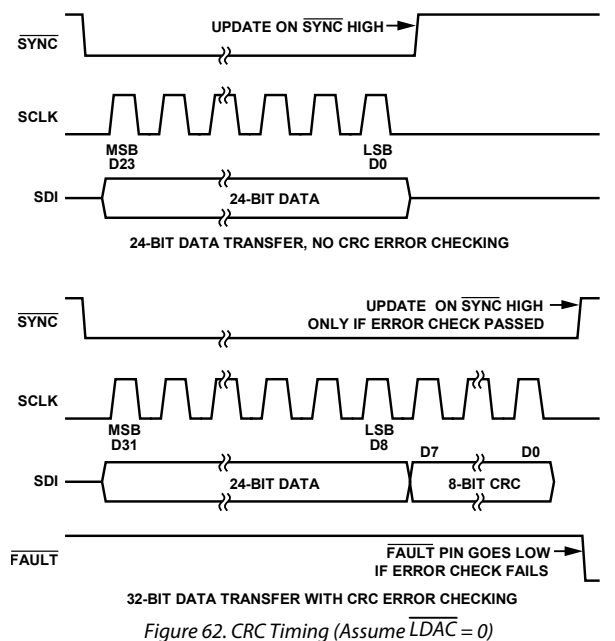 UPDATE ON SYNC HIGH
SYNC
SCLK
MSB LSB
D23 D0
SDI 24-BIT DATA
24-BIT DATA TRANSFER, NO CRC ERROR CHECKING
UPDATE ON SYNC HIGH
ONLY IF ERROR CHECK PASSED
SYNC
SCLK
MSB LSB
D31 D8 D7 D0
SDI 24-BIT DATA 8-BIT CRC
FAULT PIN GOES LOW
IF ERROR CHECK FAILS
FAULT
32-BIT DATA TRANSFER WITH CRC ERROR CHECKING
Figure 62. CRC Timing (Assume LDAC = 0)